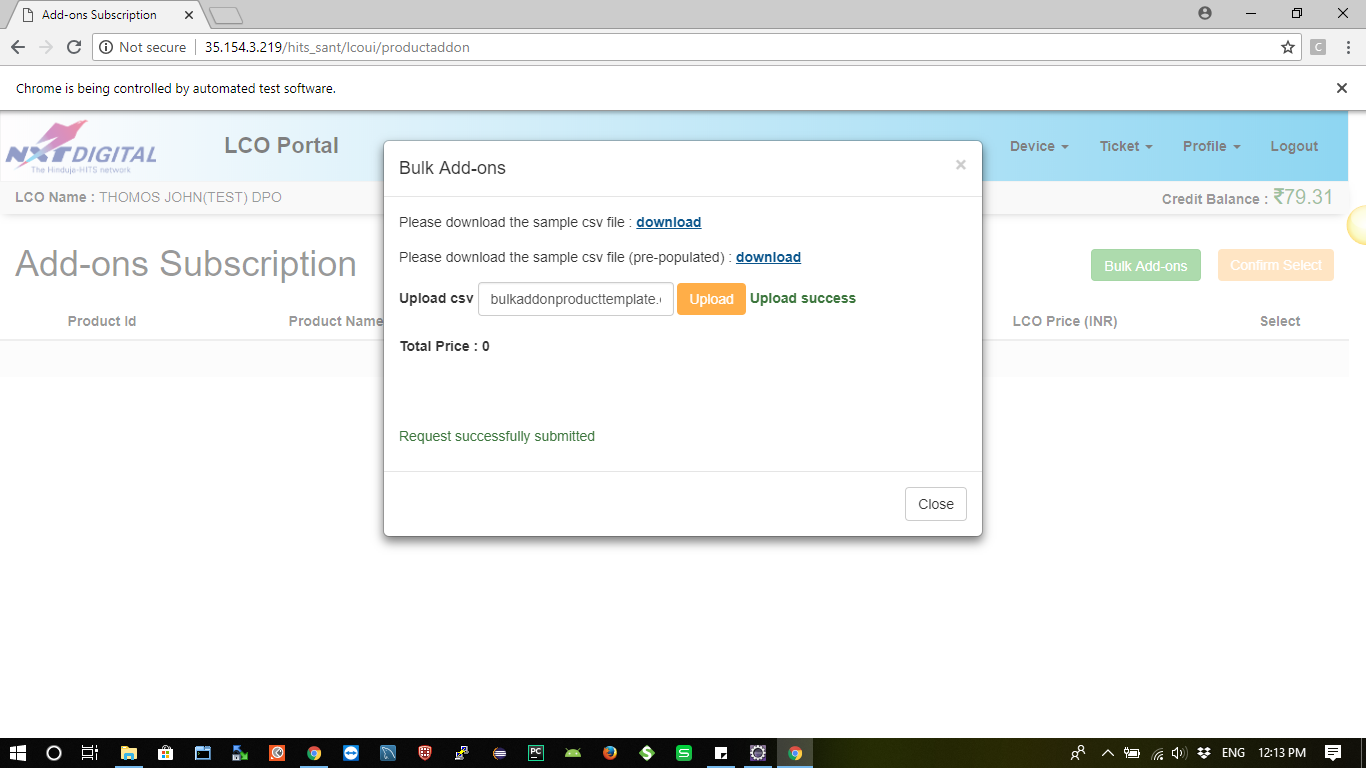 Add-ons Subscription
Not secure 35.154.3.219/hits_sant/lcoui/productaddon
Chrome is being controlled by automated test software.
NXTDIGITAL
The Hinduja-HITS network
LCO Portal
Device
Ticket
Profile
Logout
LCO Name : THOMOS JOHN(TEST) DPO
Credit Balance : ₹79.31
Add-ons Subscription
Bulk Add-ons
Confirm Select
Product Id
Product Name
LCO Price (INR)
Select
Bulk Add-ons
×
Please download the sample csv file : download
Please download the sample csv file (pre-populated) : download
Upload csv bulkaddonproducttemplate. Upload Upload success
Total Price : 0
Request successfully submitted
Close
PC
ENG
12:13 PM